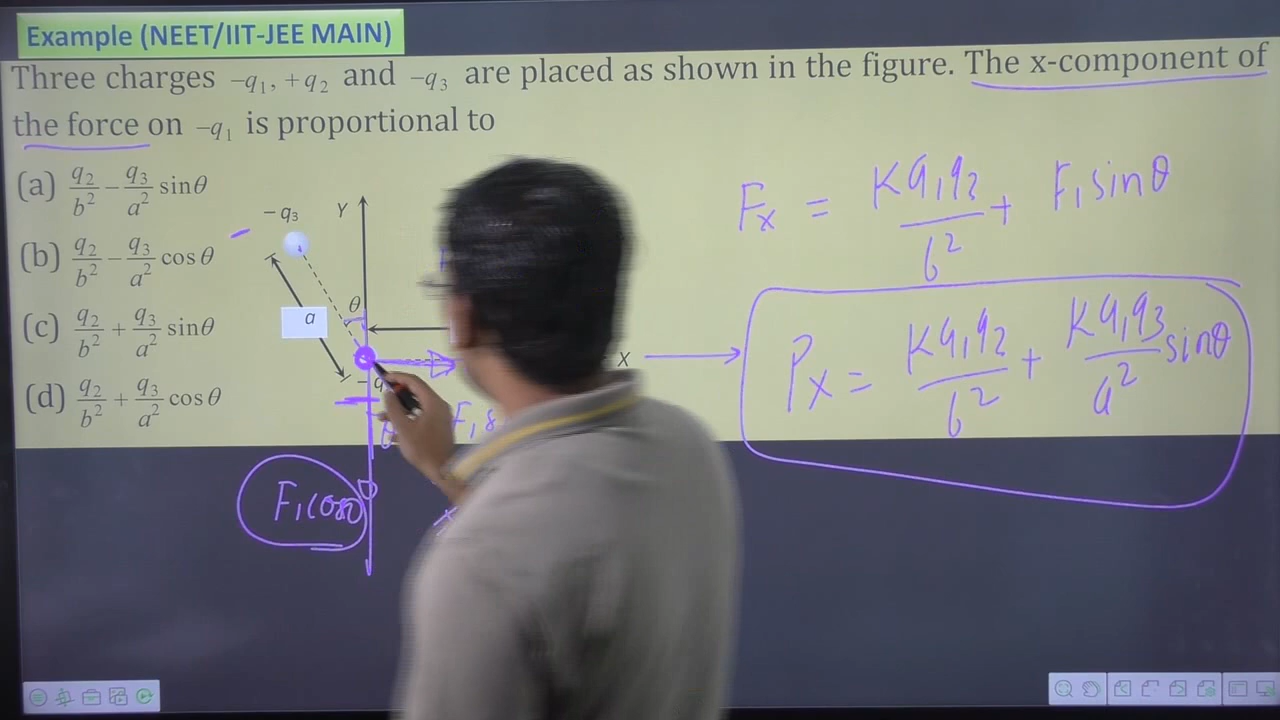 Example (NEET/IIT-JEE MAIN)
Three charges −q₁, +q₂ and −q₃ are placed as shown in the figure. The x-component of
the force on −q₁ is proportional to
(a) q₂/b² − q₃/a² sinθ
(b) q₂/b² − q₃/a² cosθ
(c) q₂/b² + q₃/a² sinθ
(d) q₂/b² + q₃/a² cosθ
−q₃
Y
θ
a
X
F₁cosθ
Fx = Kq₁q₂/b² + F₁sinθ
Px = Kq₁q₂/b² + Kq₁q₃/a² sinθ